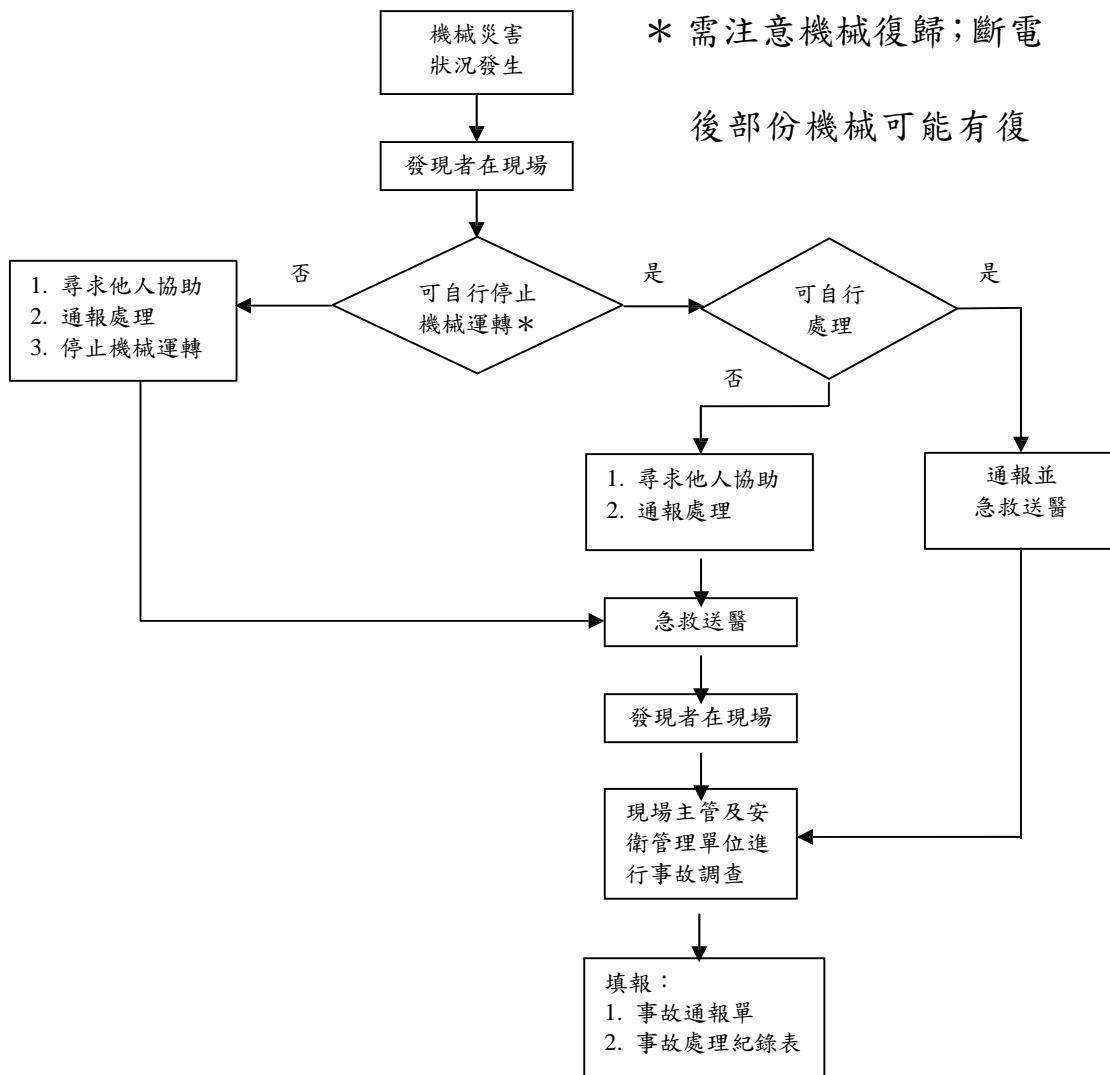 機械災害
狀況發生
＊ 需注意機械復歸；斷電
後部份機械可能有復
發現者在現場
否
可自行停止
機械運轉＊
是
可自行
處理
是
1. 尋求他人協助
2. 通報處理
3. 停止機械運轉
否
1. 尋求他人協助
2. 通報處理
通報並
急救送醫
急救送醫
發現者在現場
現場主管及安
衛管理單位進
行事故調查
填報：
1. 事故通報單
2. 事故處理紀錄表